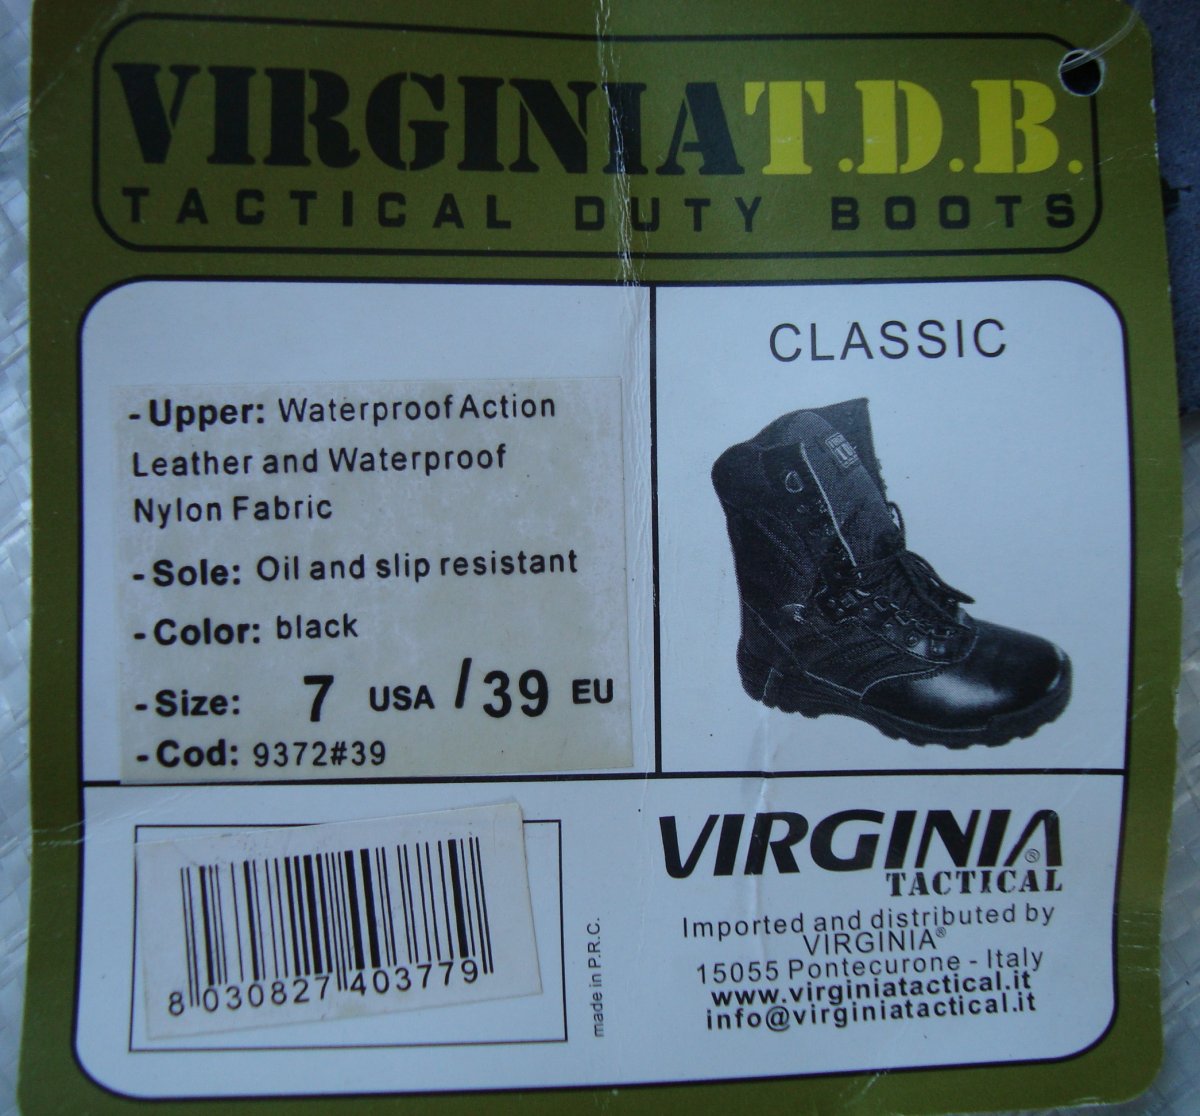 VIRGINIA T.D.B.
TACTICAL DUTY BOOTS
- Upper: Waterproof Action
Leather and Waterproof
Nylon Fabric
- Sole: Oil and slip resistant
- Color: black
- Size: 7 USA / 39 EU
- Cod: 9372#39
CLASSIC
8 030827 403779
made in P.R.C.
VIRGINIA®
TACTICAL
Imported and distributed by
VIRGINIA®
15055 Pontecurone - Italy
www.virginiatactical.it
info@virginiatactical.it